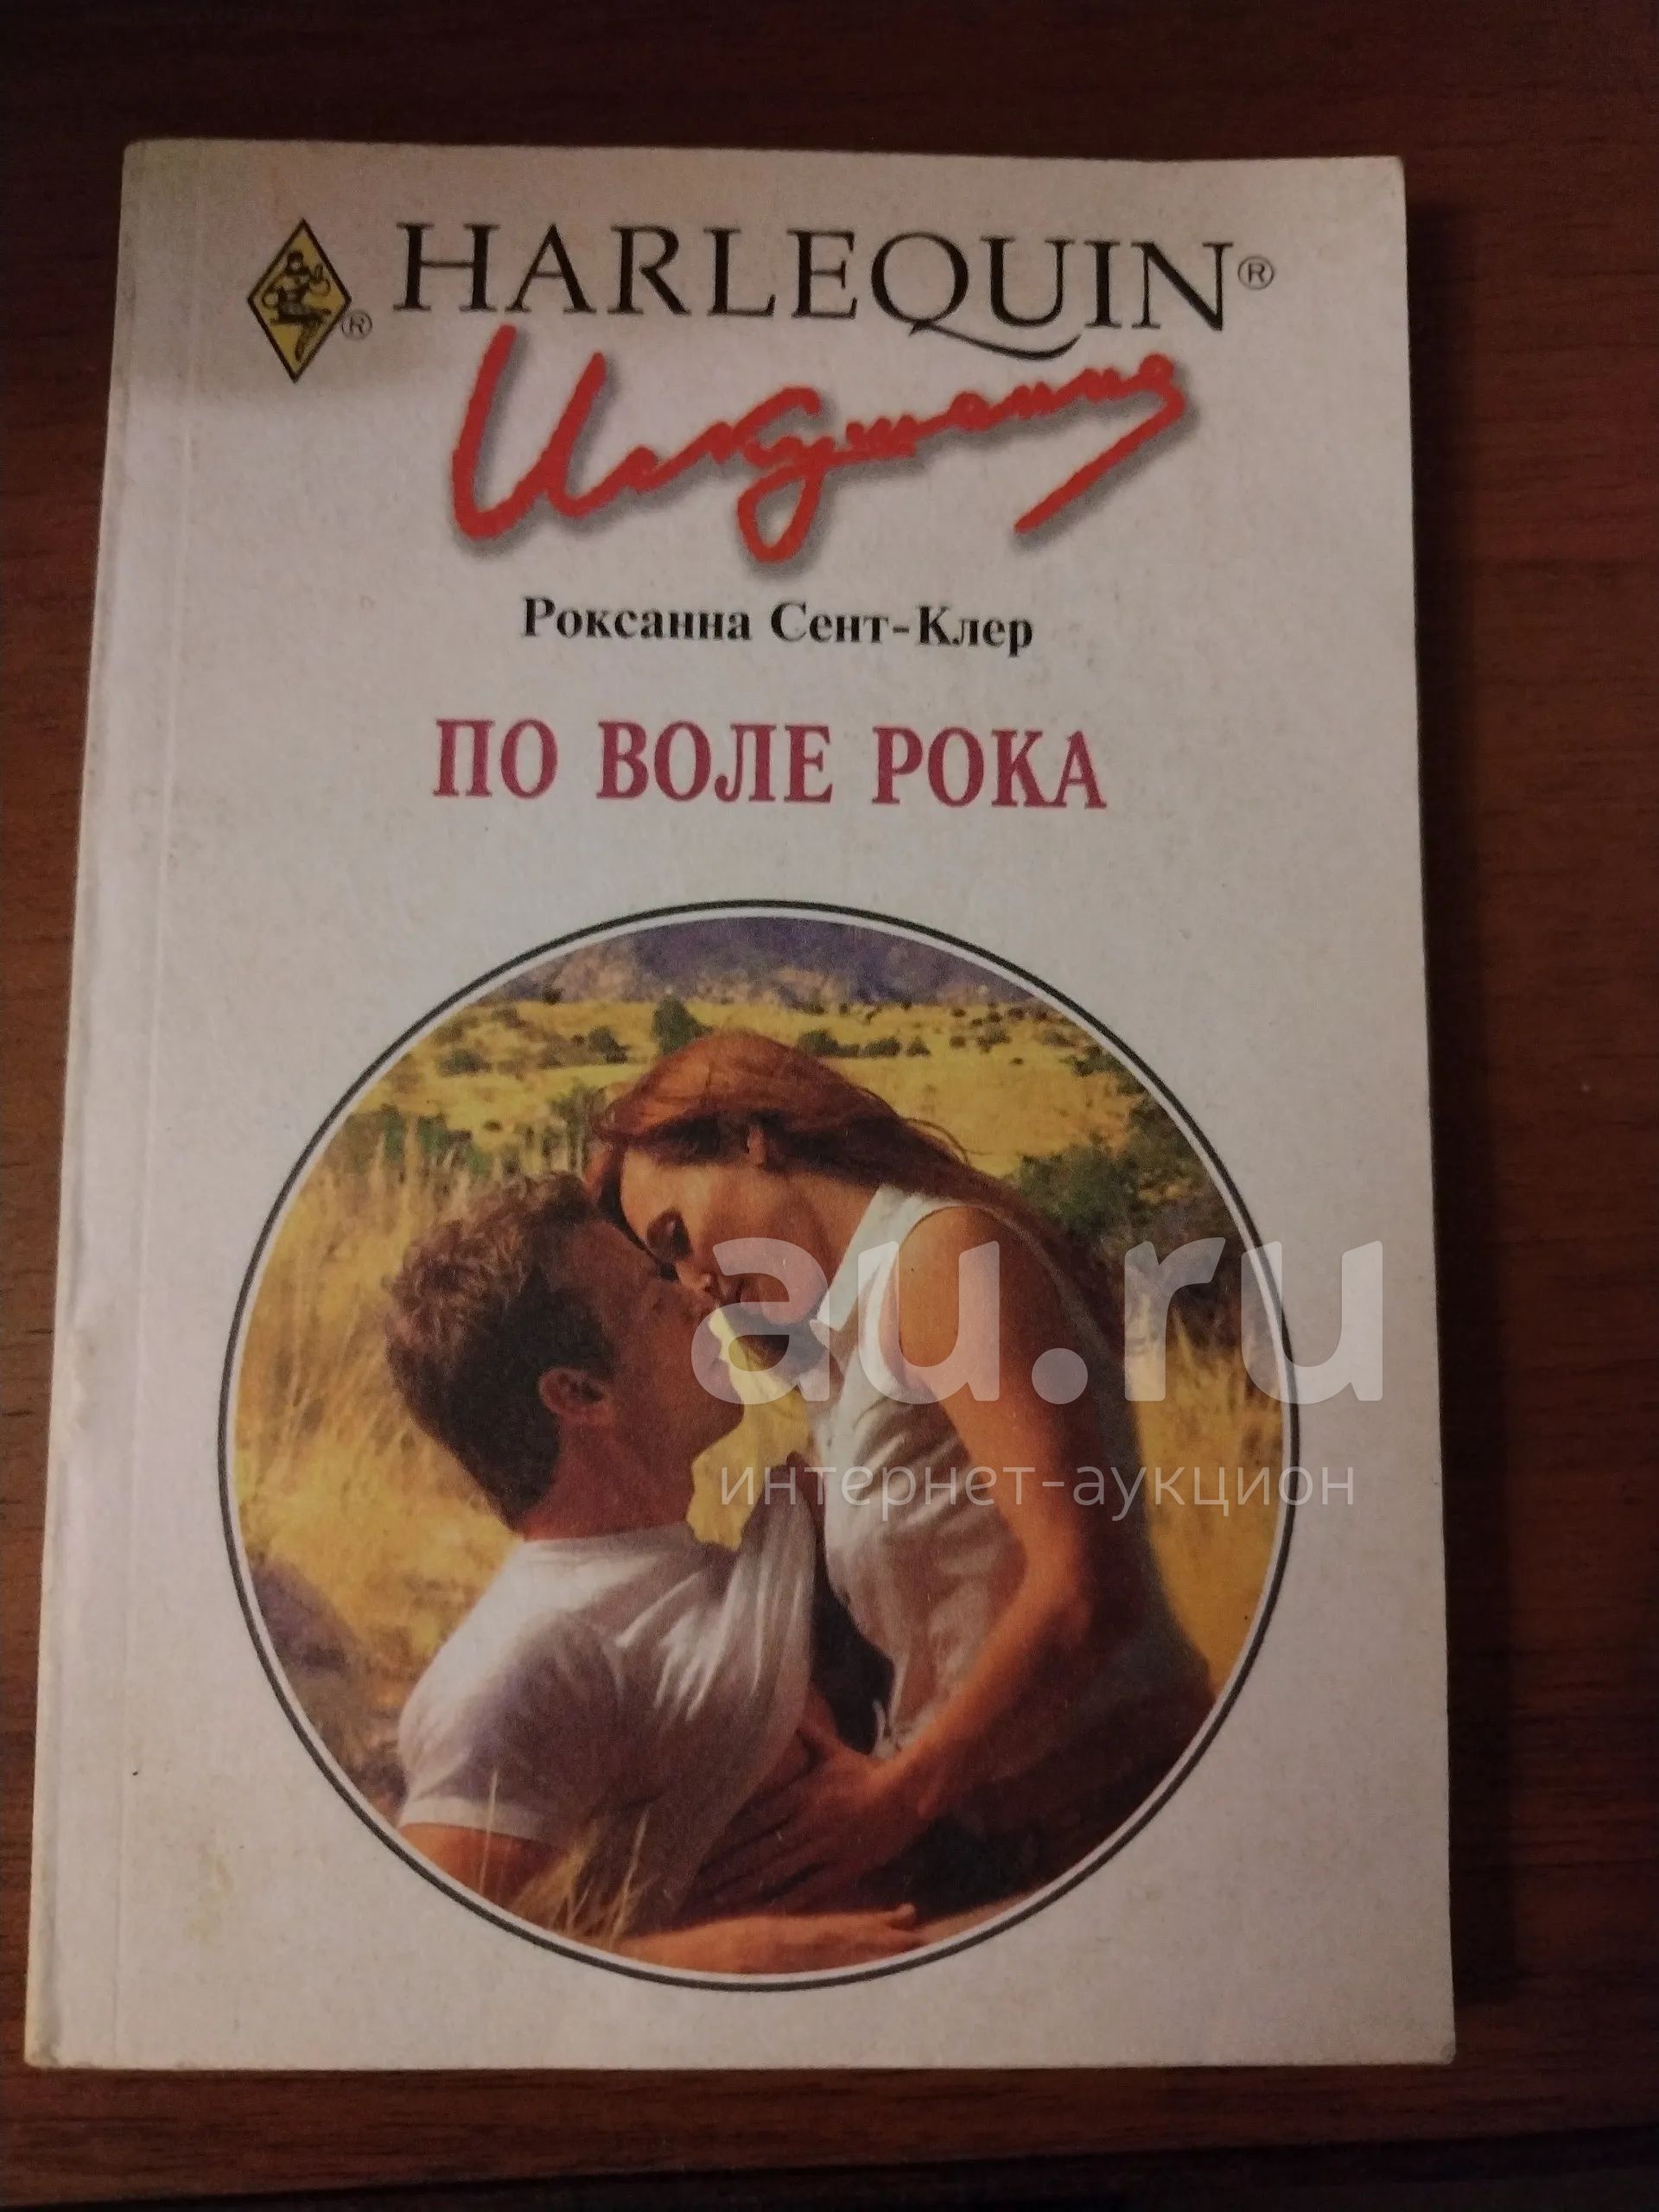 HARLEQUIN®
®
Искушение
Роксанна Сент-Клер
ПО ВОЛЕ РОКА
au.ru
интернет-аукцион